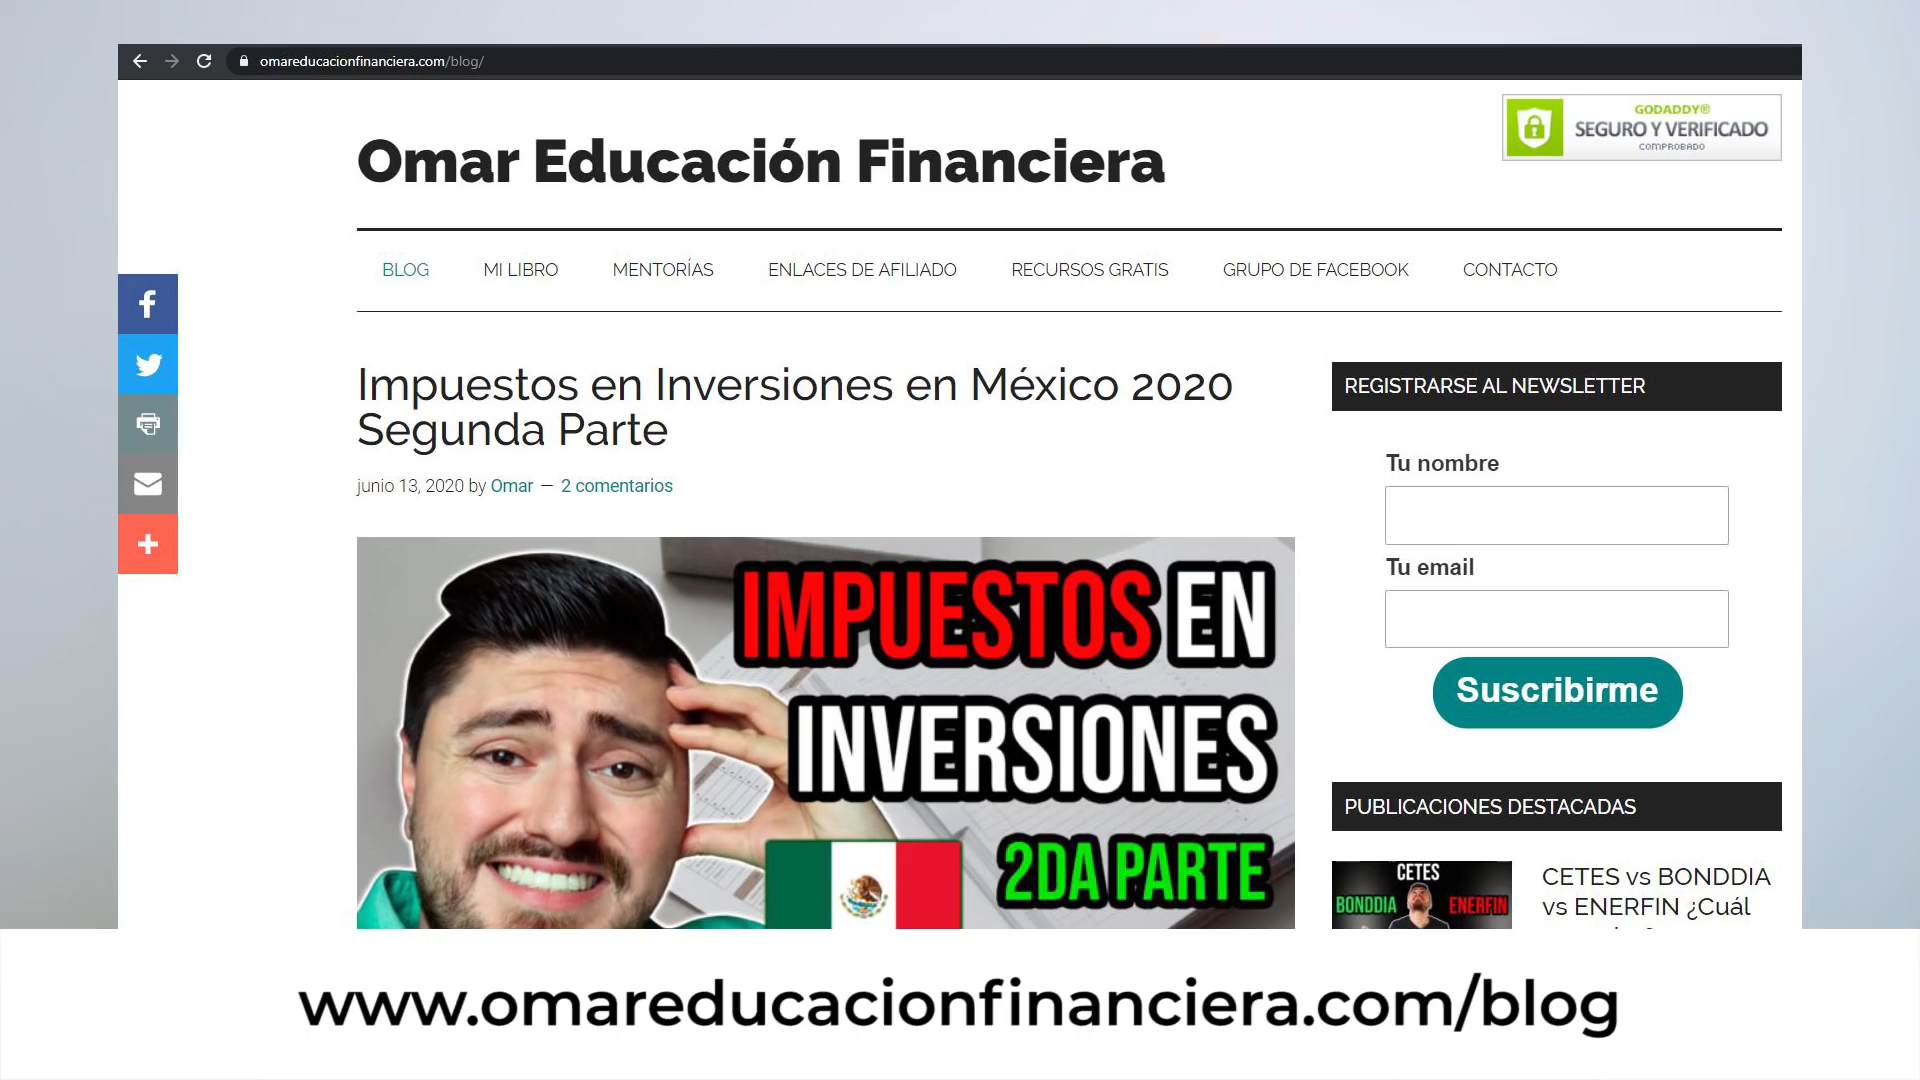 omareducacionfinanciera.com/blog/
GODADDY®
SEGURO Y VERIFICADO
COMPROBADO
Omar Educación Financiera
BLOG MI LIBRO MENTORÍAS ENLACES DE AFILIADO RECURSOS GRATIS GRUPO DE FACEBOOK CONTACTO
Impuestos en Inversiones en México 2020
Segunda Parte
junio 13, 2020 by Omar — 2 comentarios
IMPUESTOS EN
INVERSIONES
2DA PARTE
REGISTRARSE AL NEWSLETTER
Tu nombre
Tu email
Suscribirme
PUBLICACIONES DESTACADAS
CETES
BONDDIA ENERFIN
CETES vs BONDDIA
vs ENERFIN ¿Cuál
www.omareducacionfinanciera.com/blog